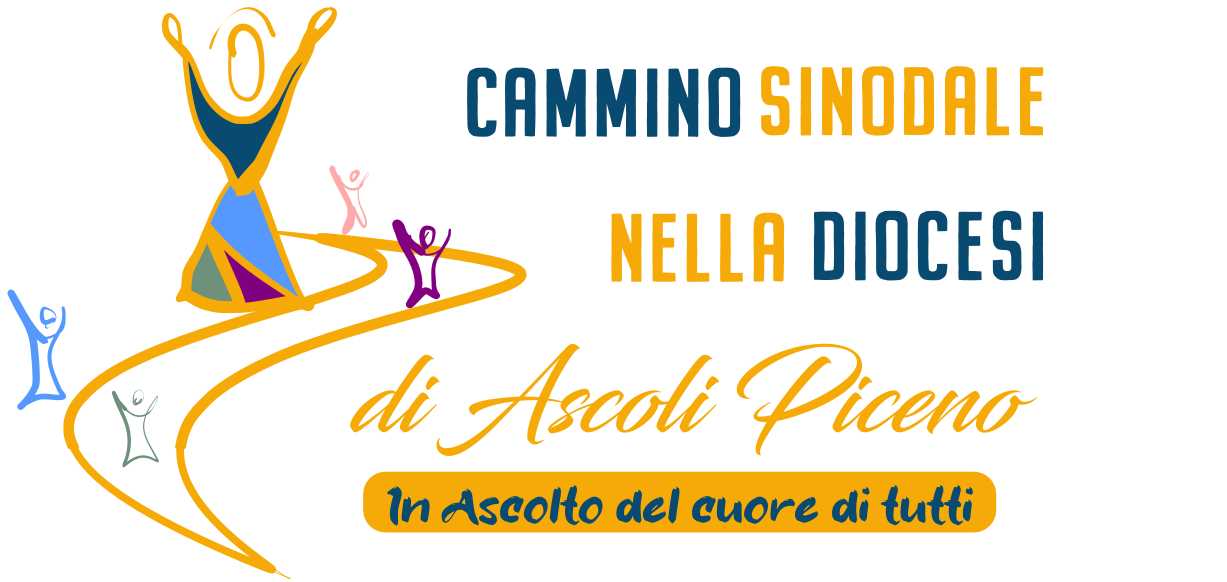 CAMMINO SINODALE
NELLA DIOCESI
di Ascoli Piceno
In Ascolto del cuore di tutti